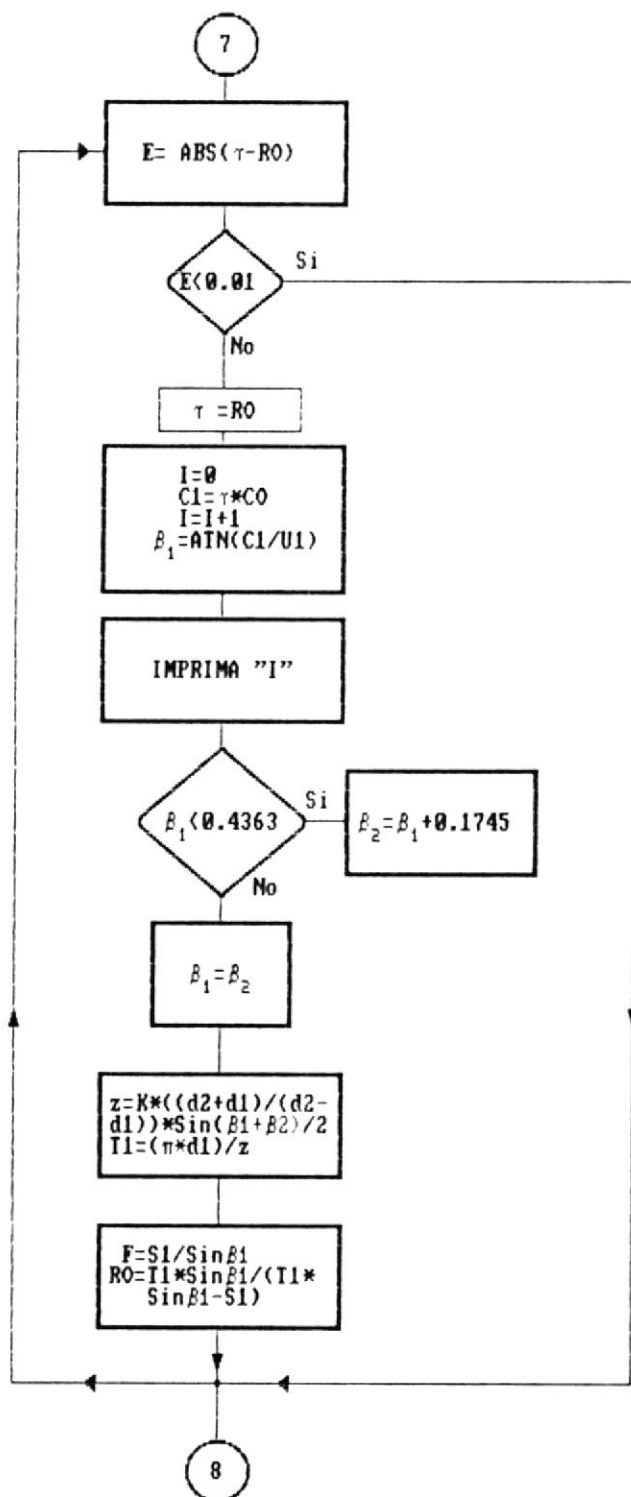 7
E= ABS(τ-RO)
E<0.01
Si
No
τ =RO
I=0
C1=τ*CO
I=I+1
β₁=ATN(C1/U1)
IMPRIMA "I"
β₁<0.4363
Si
β₂=β₁+0.1745
No
β₁=β₂
z=K*((d2+d1)/(d2-
d1))*Sin(β1+β2)/2
T1=(π*d1)/z
F=S1/Sinβ1
RO=T1*Sinβ1/(T1*
Sinβ1-S1)
8